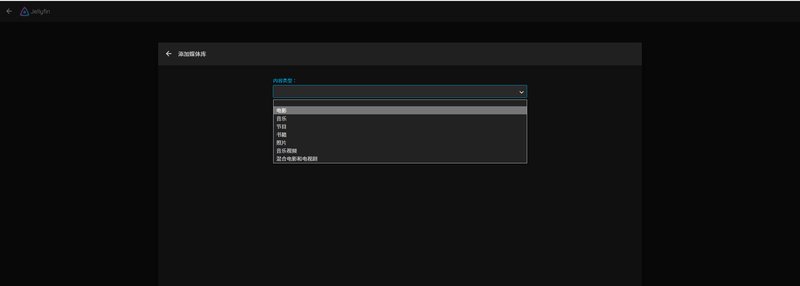 Jellyfin
添加媒体库
内容类型：
电影
音乐
节目
书籍
照片
音乐视频
混合电影和电视剧